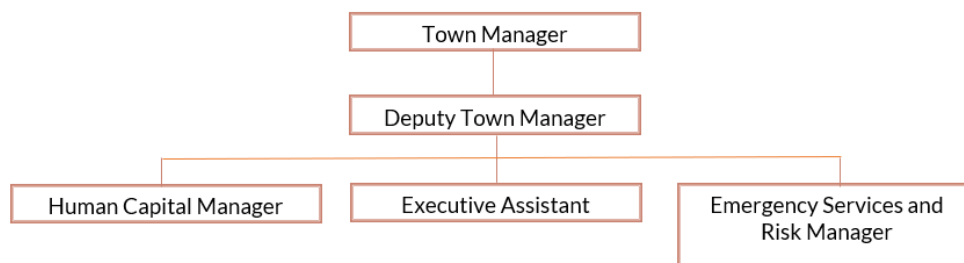 Town Manager
Deputy Town Manager
Human Capital Manager
Executive Assistant
Emergency Services and
Risk Manager